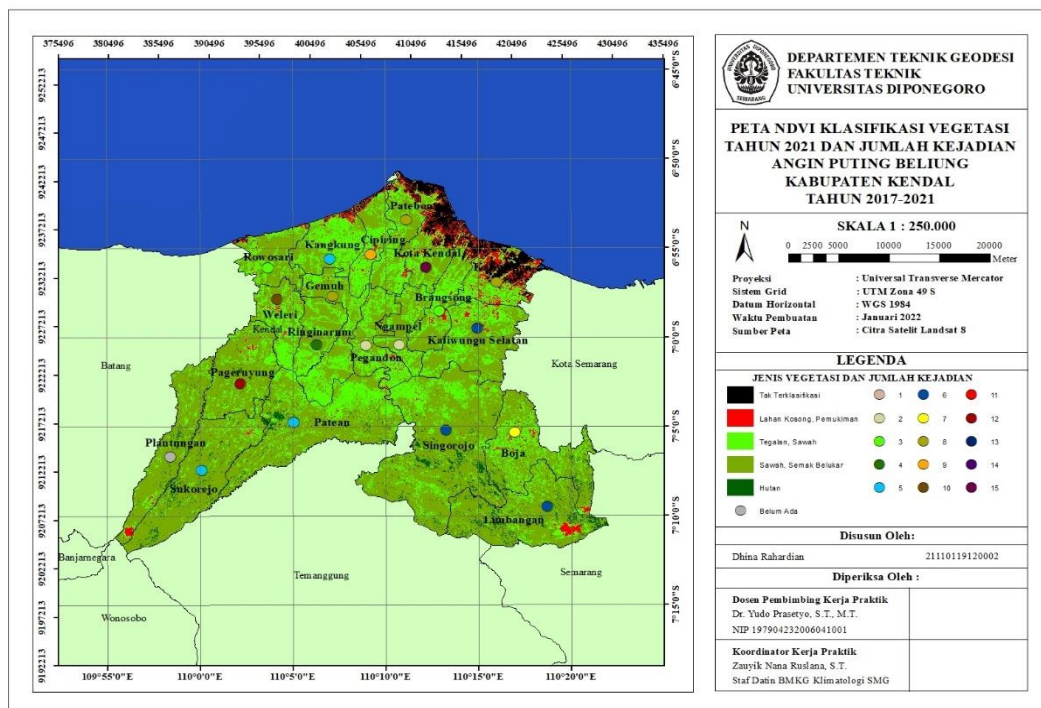 375496 380496 385496 390496 395496 400496 405496 410496 415496 420496 425496 430496 435496
9252213
9247213
9242213
9237213
9232213
9227213
9222213
9217213
9212213
9207213
9202213
9197213
9192213
6°45'0"S
6°50'0"S
6°55'0"S
7°0'0"S
7°5'0"S
7°10'0"S
7°15'0"S
109°55'0"E 110°0'0"E 110°5'0"E 110°10'0"E 110°15'0"E 110°20'0"E
Patebon
Cipiring
Kangkung
Kota Kendal
Rowosari
Gemuh
Brangsong
Weleri
Kendal
Ringinarum
Ngampel
Kaliwungu Selatan
Pegandon
Batang
Kota Semarang
Pageruyung
Patean
Plantungan
Singorojo
Boja
Sukorejo
Limbangan
Banjarnegara
Temanggung
Semarang
Wonosobo
UNIVERSITAS DIPONEGORO
SEMARANG
DEPARTEMEN TEKNIK GEODESI
FAKULTAS TEKNIK
UNIVERSITAS DIPONEGORO
PETA NDVI KLASIFIKASI VEGETASI
TAHUN 2021 DAN JUMLAH KEJADIAN
ANGIN PUTING BELIUNG
KABUPATEN KENDAL
TAHUN 2017-2021
N
SKALA 1 : 250.000
0 2500 5000 10000 15000 20000
Meter
Proyeksi : Universal Transverse Mercator
Sistem Grid : UTM Zona 49 S
Datum Horizontal : WGS 1984
Waktu Pembuatan : Januari 2022
Sumber Peta : Citra Satelit Landsat 8
LEGENDA
JENIS VEGETASI DAN JUMLAH KEJADIAN
Tak Terklasifikasi 1 6 11
Lahan Kosong, Pemukiman 2 7 12
Tegalan, Sawah 3 8 13
Sawah, Semak Belukar 4 9 14
Hutan 5 10 15
Belum Ada
Disusun Oleh:
Dhina Rahardian 21110119120002
Diperiksa Oleh :
Dosen Pembimbing Kerja Praktik
Dr. Yudo Prasetyo, S.T., M.T.
NIP 197904232006041001
Koordinator Kerja Praktik
Zauyik Nana Ruslana, S.T.
Staf Datin BMKG Klimatologi SMG